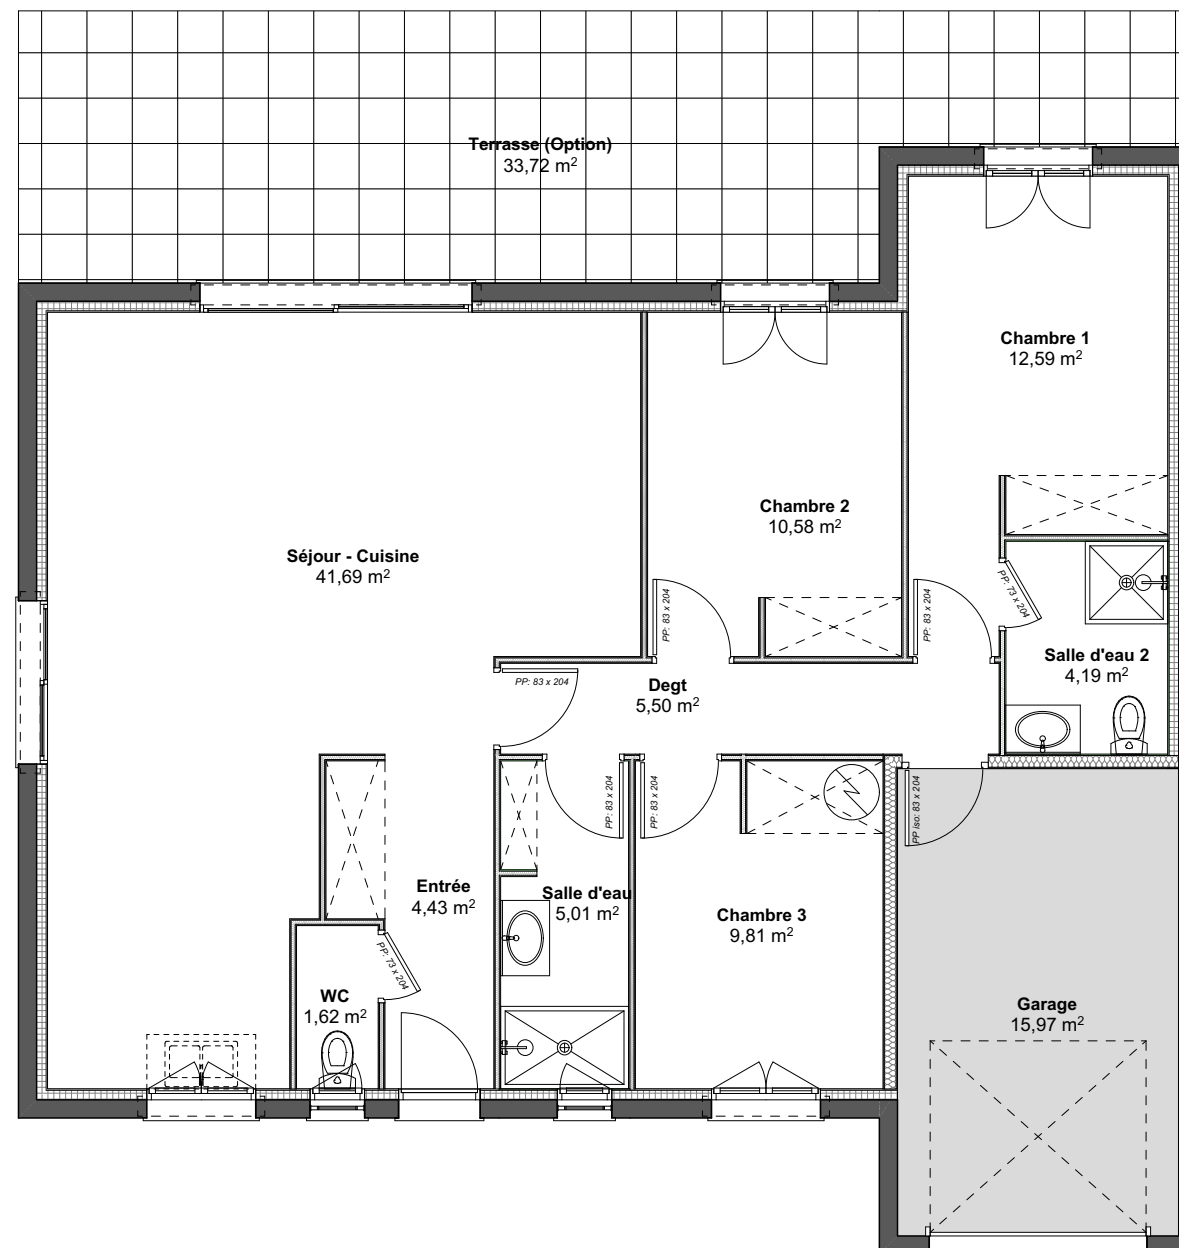 Terrasse (Option)
33,72 m²
Chambre 1
12,59 m²
Chambre 2
10,58 m²
Séjour - Cuisine
41,69 m²
PP: 83 x 204
PP: 83 x 204
PP: 73 x 204
Salle d'eau 2
4,19 m²
PP: 83 x 204
Degt
5,50 m²
PP: 83 x 204
PP: 83 x 204
PP iso: 83 x 204
Entrée
4,43 m²
Salle d'eau
5,01 m²
Chambre 3
9,81 m²
PP: 73 x 204
WC
1,62 m²
Garage
15,97 m²